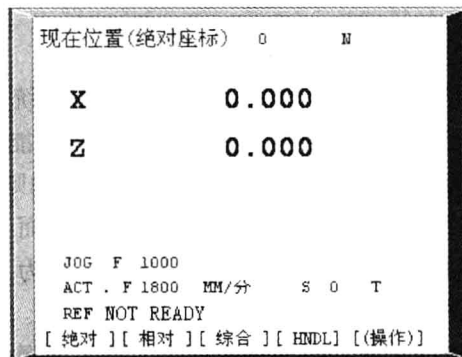 现在位置(绝对座标) O N
X 0.000
Z 0.000
JOG F 1000
ACT . F 1800 MM/分 S 0 T
REF NOT READY
[ 绝对 ][ 相对 ][ 综合 ][ HNDL] [(操作)]